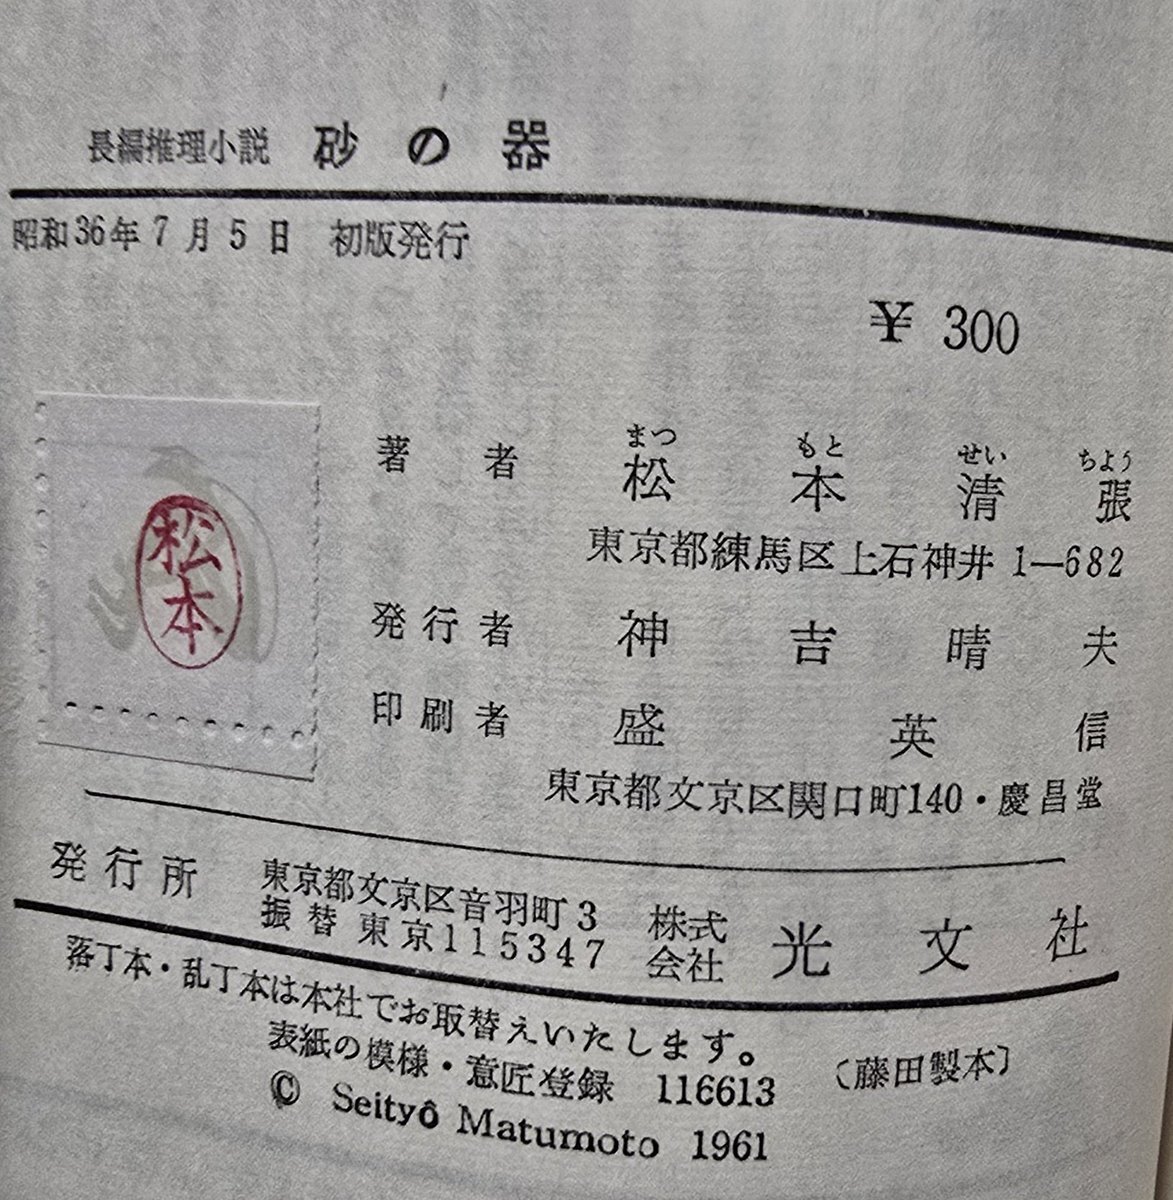 長編推理小説 砂の器
昭和36年7月5日 初版発行
¥ 300
まつ もと せい ちよう
著者 松本清張
東京都練馬区上石神井1—682
松本
発行者 神吉晴夫
印刷者 盛英信
東京都文京区関口町140・慶昌堂
発行所 東京都文京区音羽町3 株式会社 光文社
振替東京115347
落丁本・乱丁本は本社でお取替えいたします。
表紙の模様・意匠登録 116613 〔藤田製本〕
© Seityô Matumoto 1961